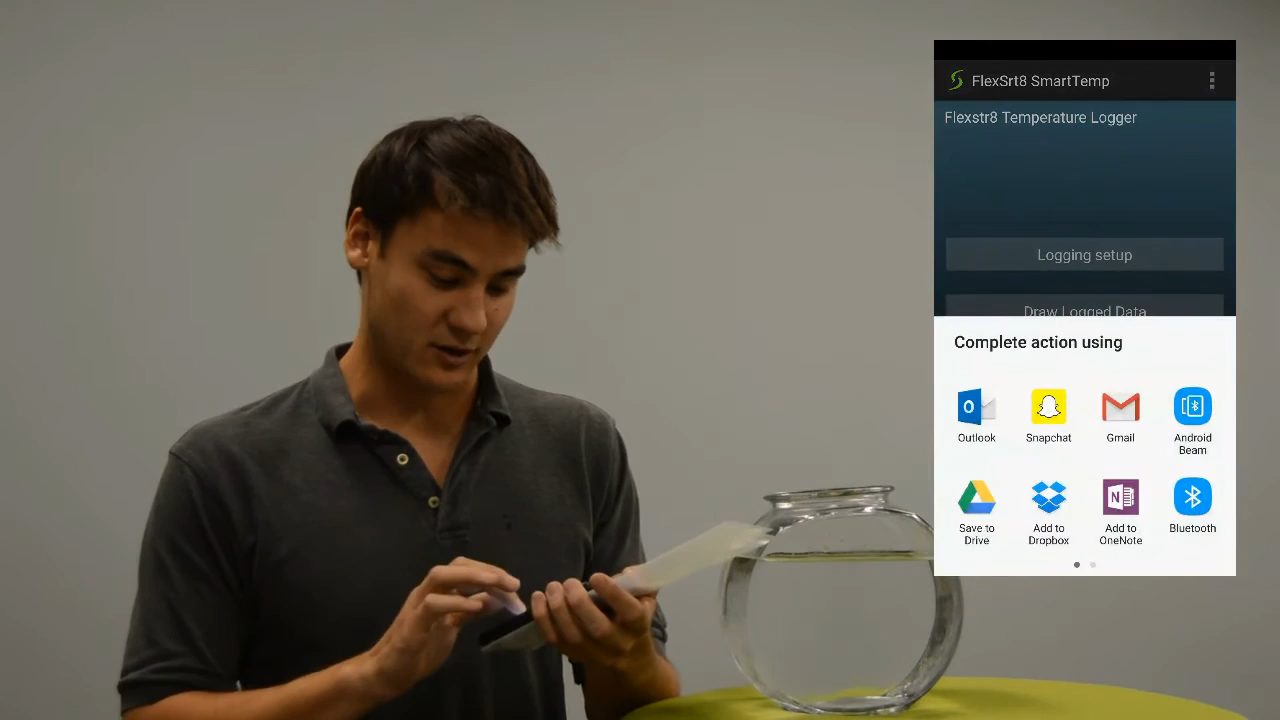 FlexSrt8 SmartTemp
Flexstr8 Temperature Logger
Logging setup
Draw Logged Data
Complete action using
Outlook
Snapchat
Gmail
Android
Beam
Save to
Drive
Add to
Dropbox
Add to
OneNote
Bluetooth